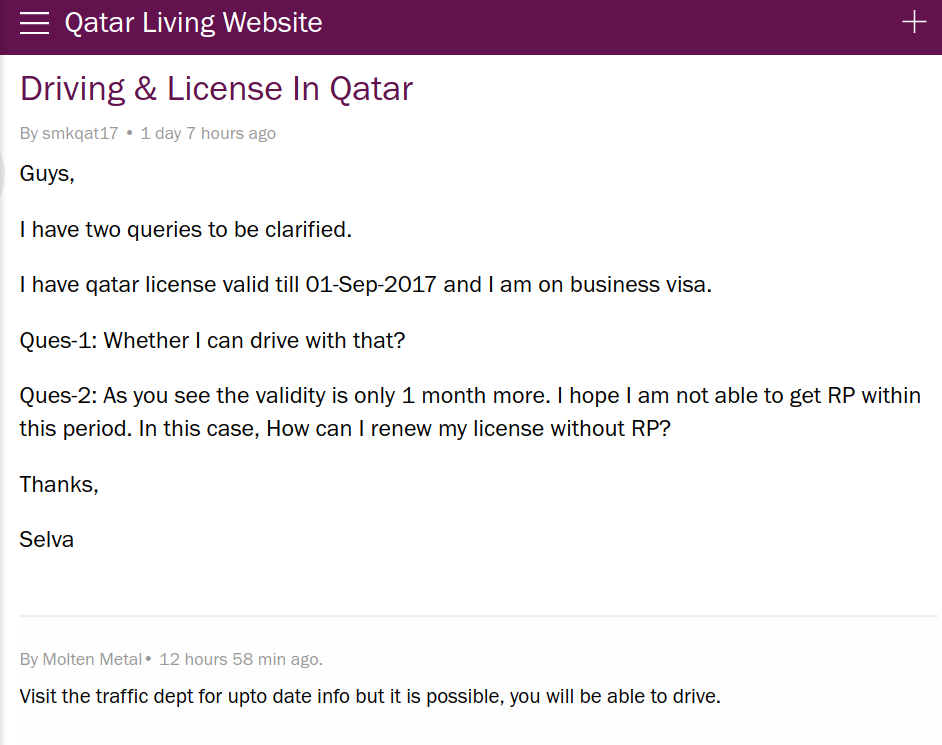 Qatar Living Website
Driving & License In Qatar
By smkqat17 • 1 day 7 hours ago
Guys,
I have two queries to be clarified.
I have qatar license valid till 01-Sep-2017 and I am on business visa.
Ques-1: Whether I can drive with that?
Ques-2: As you see the validity is only 1 month more. I hope I am not able to get RP within
this period. In this case, How can I renew my license without RP?
Thanks,
Selva
By Molten Metal• 12 hours 58 min ago.
Visit the traffic dept for upto date info but it is possible, you will be able to drive.